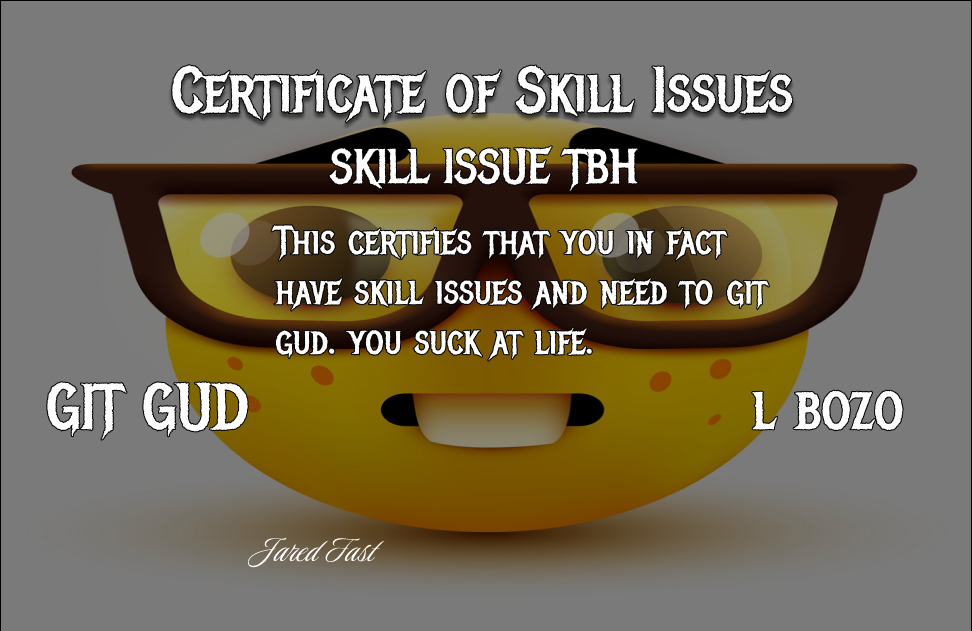 Certificate of Skill Issues
SKILL ISSUE TBH
This certifies that you in fact
have skill issues and need to git
gud. you suck at life.
GIT GUD
L BOZO
Jared Fast